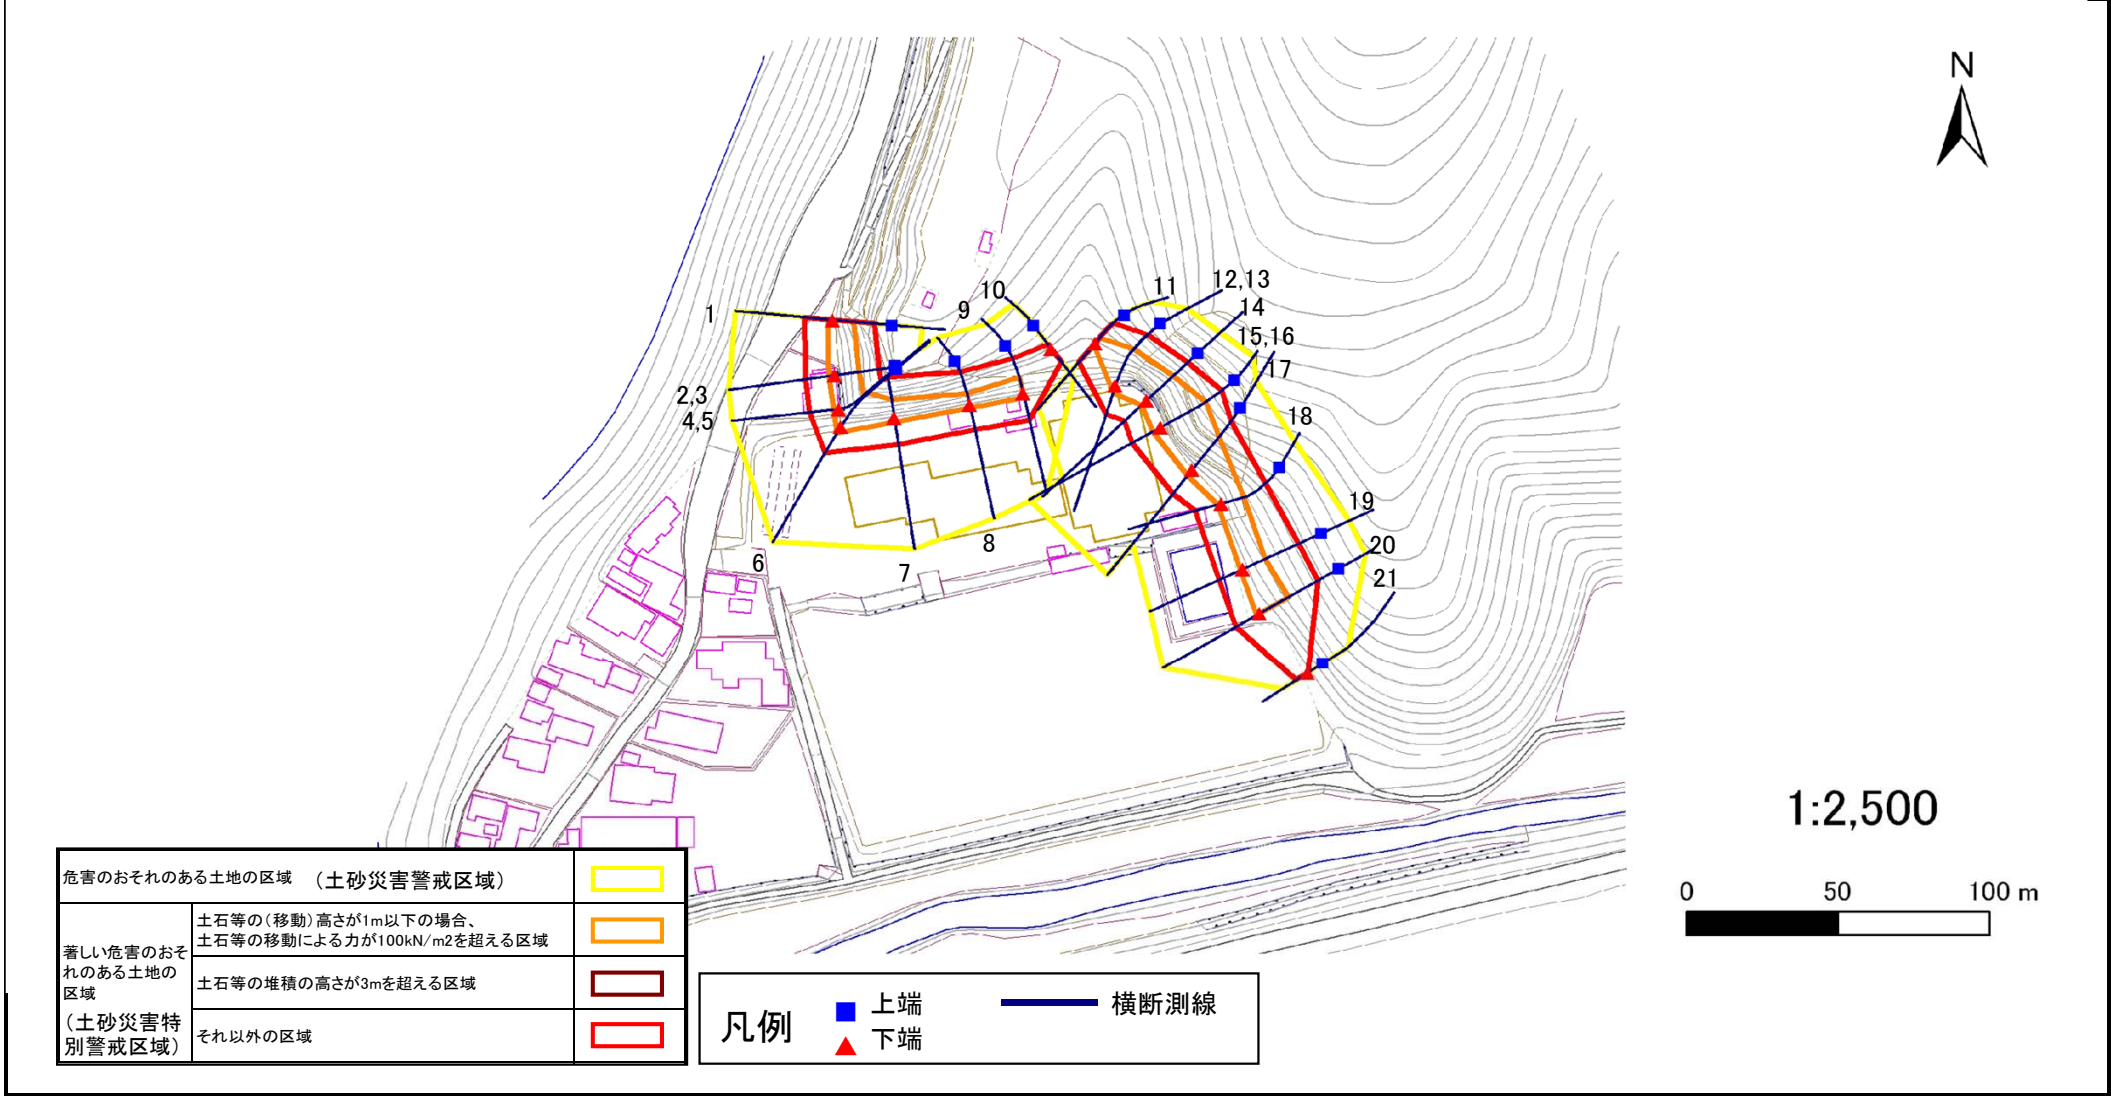 N
1
2,3
4,5
6
7
8
9
10
11
12,13
14
15,16
17
18
19
20
21
1:2,500
0 50 100 m
危害のおそれのある土地の区域 （土砂災害警戒区域）
著しい危害のおそ
れのある土地の
区域
（土砂災害特
別警戒区域）
土石等の（移動）高さが1m以下の場合、
土石等の移動による力が100kN/m2を超える区域
土石等の堆積の高さが3mを超える区域
それ以外の区域
凡例
上端
下端
横断測線